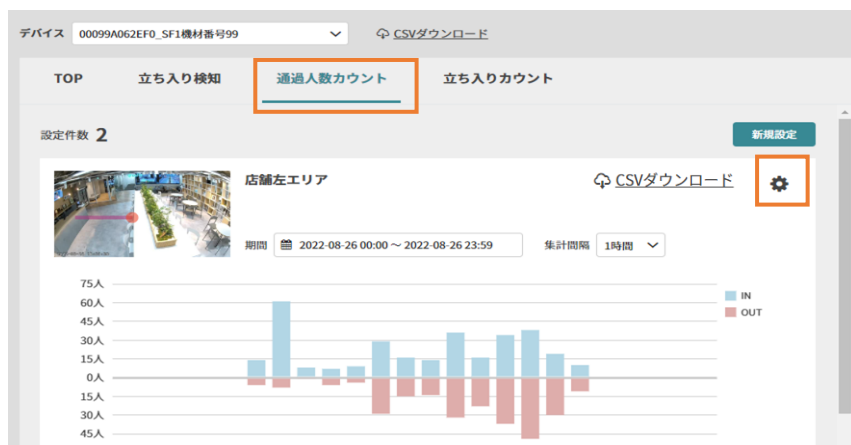 デバイス 00099A062EF0_SF1機材番号99 CSVダウンロード
TOP 立ち入り検知 通過人数カウント 立ち入りカウント
設定件数 2 新規設定
店舗左エリア CSVダウンロード
期間 2022-08-26 00:00 ~ 2022-08-26 23:59 集計間隔 1時間
75人
60人
45人
30人
15人
0人
15人
30人
45人
IN
OUT